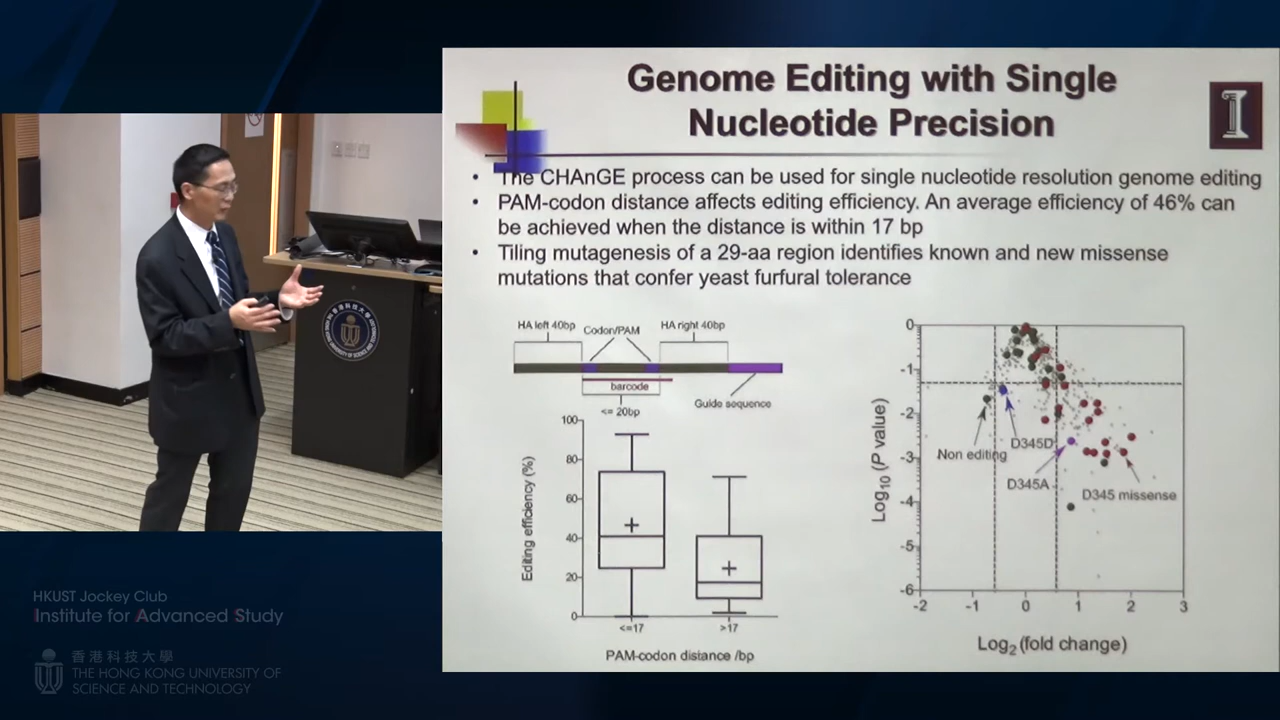 Genome Editing with Single
Nucleotide Precision
• The CHAnGE process can be used for single nucleotide resolution genome editing
• PAM-codon distance affects editing efficiency. An average efficiency of 46% can
be achieved when the distance is within 17 bp
• Tiling mutagenesis of a 29-aa region identifies known and new missense
mutations that confer yeast furfural tolerance
HA left 40bp
Codon/PAM
HA right 40bp
barcode
<= 20bp
Guide sequence
Editing efficiency (%)
100
80
60
40
20
0
<=17
>17
PAM-codon distance /bp
Log10 (P value)
0
-1
-2
-3
-4
-5
-6
-2
-1
0
1
2
3
Log2 (fold change)
Non editing
D345D
D345A
D345 missense
I
HKUST Jockey Club
Institute for Advanced Study
香港科技大學
THE HONG KONG UNIVERSITY OF
SCIENCE AND TECHNOLOGY